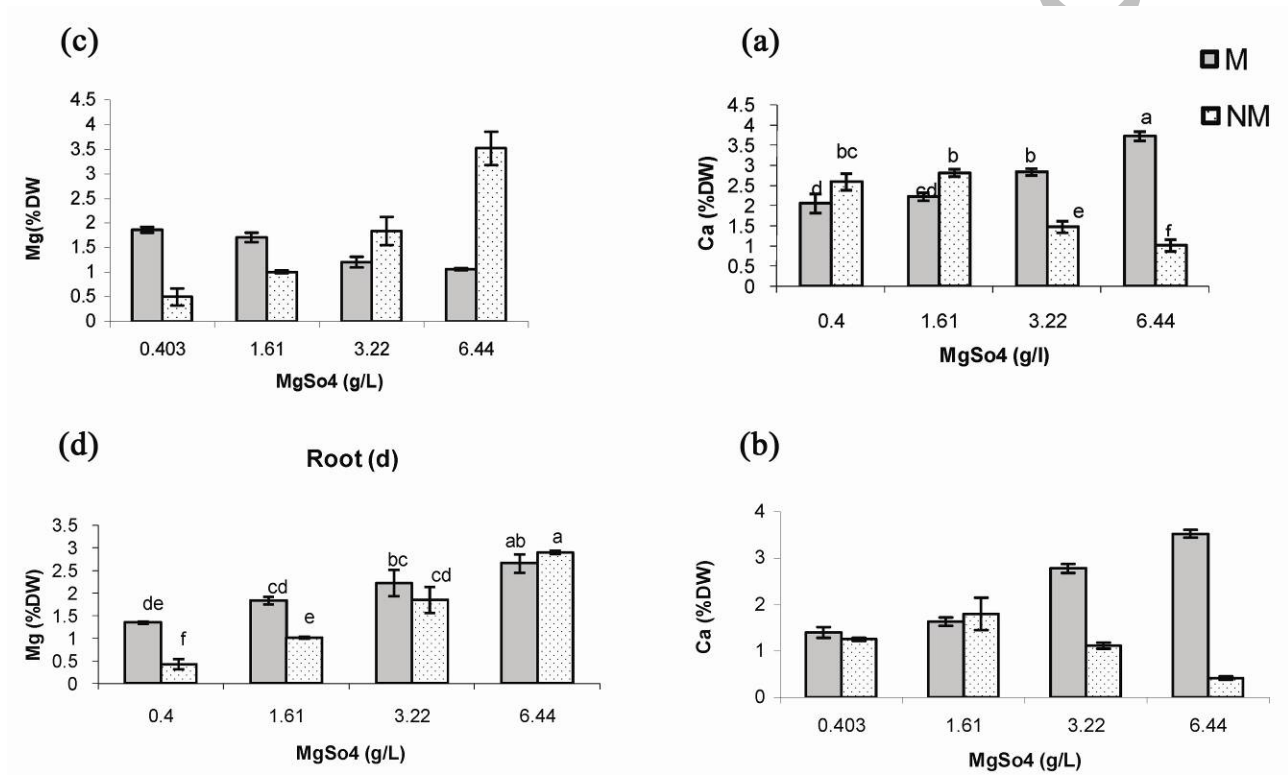 (c)
Mg(%DW
4.5
4
3.5
3
2.5
2
1.5
1
0.5
0
0.403 1.61 3.22 6.44
MgSo4 (g/L)
(a)
M
NM
Ca (%DW)
4.5
4
3.5
3
2.5
2
1.5
1
0.5
0
d bc cd b b e a f
0.4 1.61 3.22 6.44
MgSo4 (g/l)
(d)
Root (d)
Mg (%DW)
3.5
3
2.5
2
1.5
1
0.5
0
de f cd e bc cd ab a
0.4 1.61 3.22 6.44
MgSo4 (g/L)
(b)
Ca (%DW)
4
3
2
1
0
0.403 1.61 3.22 6.44
MgSo4 (g/L)